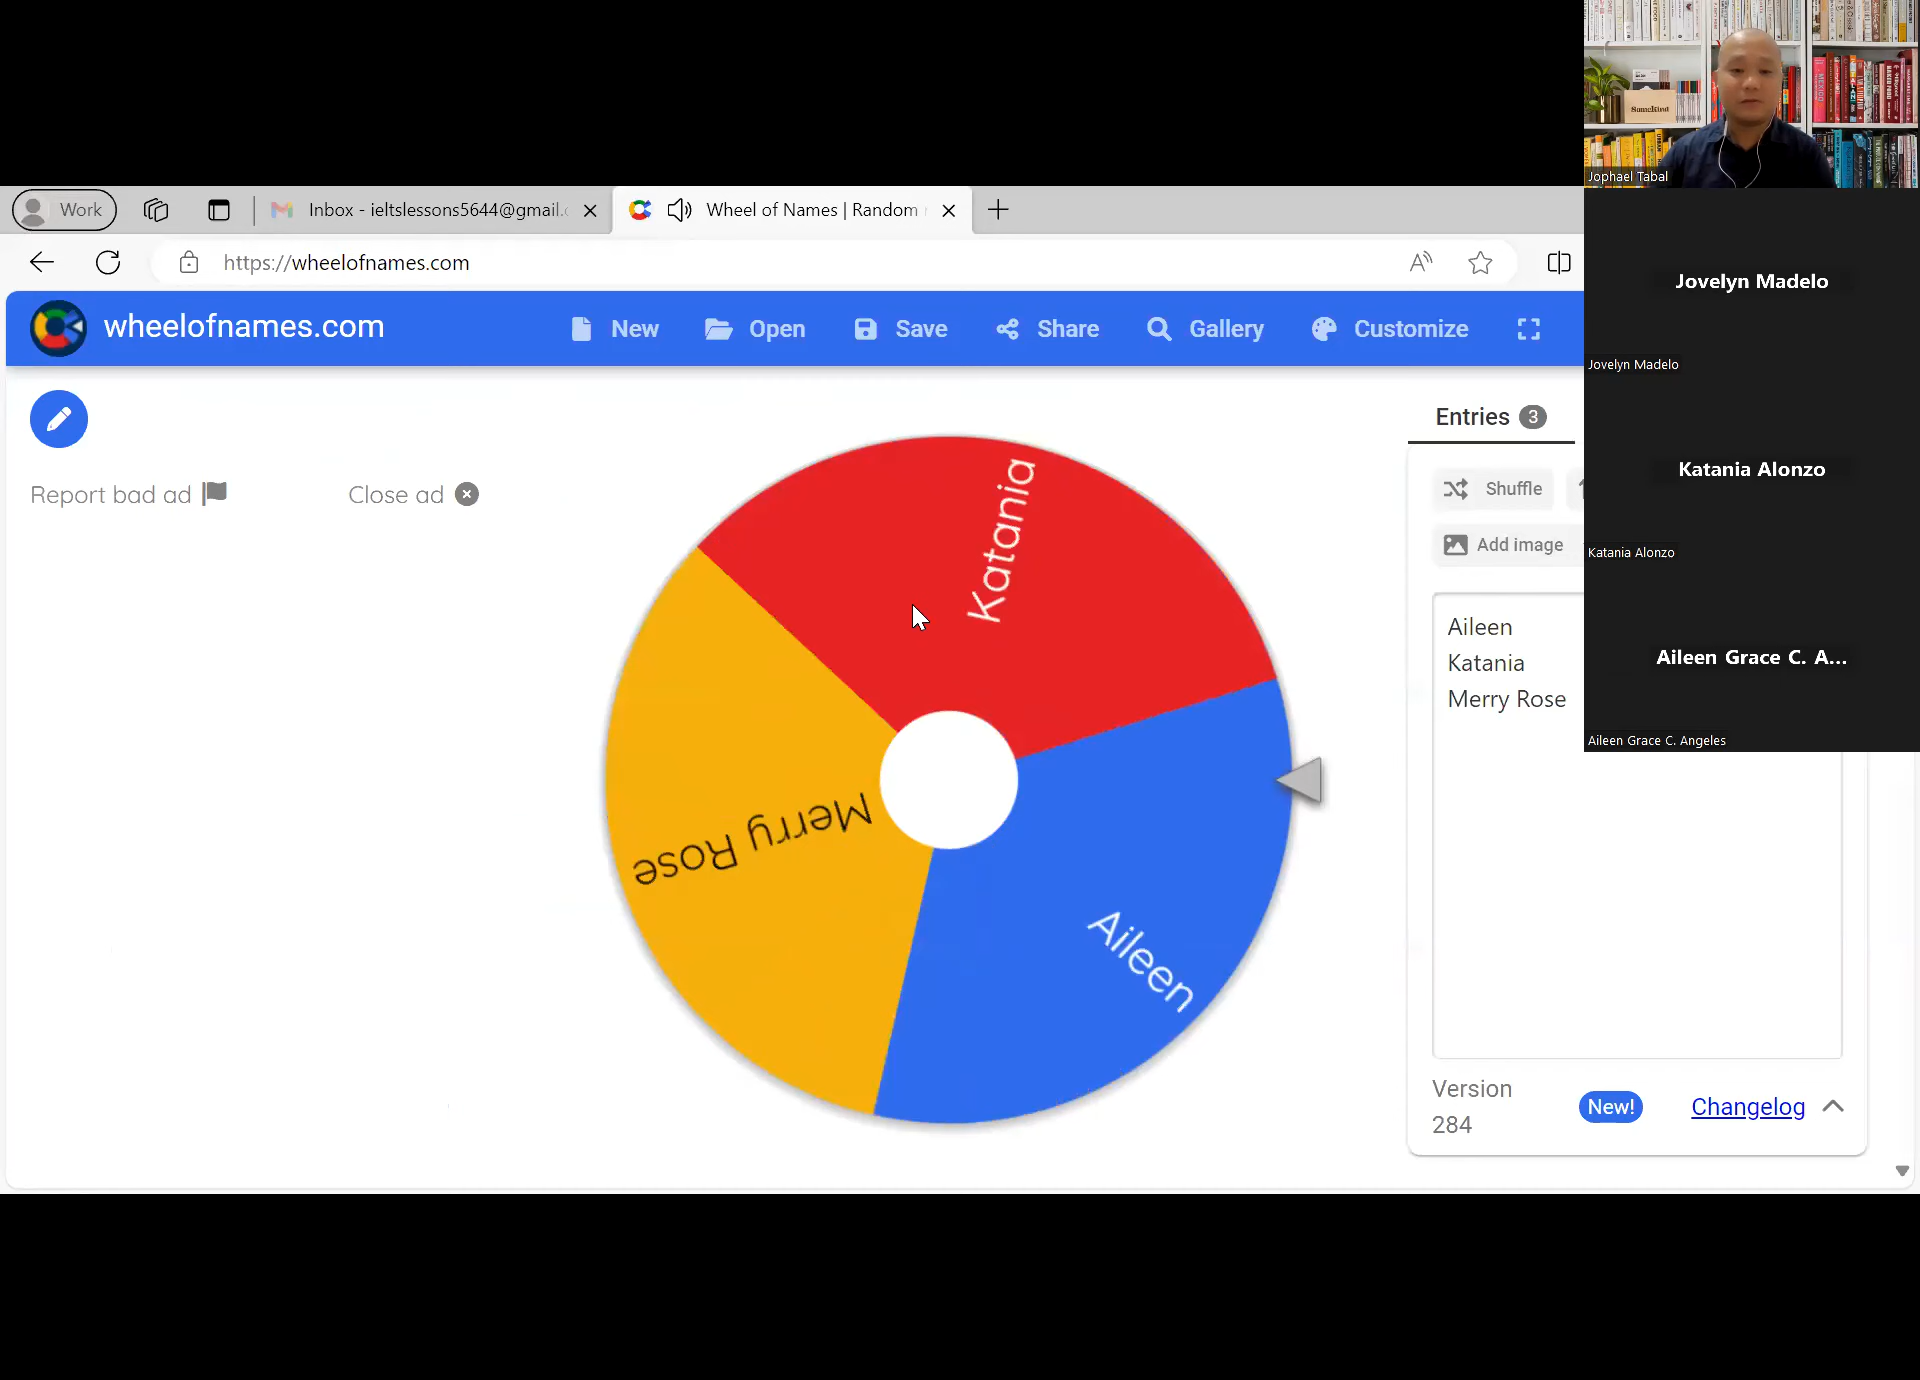 Work
Inbox - ieltslessons5644@gmail.c
Wheel of Names | Random
https://wheelofnames.com
wheelofnames.com
New
Open
Save
Share
Gallery
Customize
Report bad ad
Close ad
Katania
Merry Rose
Aileen
Entries 3
Shuffle
Add image
Aileen
Katania
Merry Rose
Version
284
New!
Changelog
SomeKind
Jophael Tabal
Jovelyn Madelo
Jovelyn Madelo
Katania Alonzo
Katania Alonzo
Aileen Grace C. A...
Aileen Grace C. Angeles